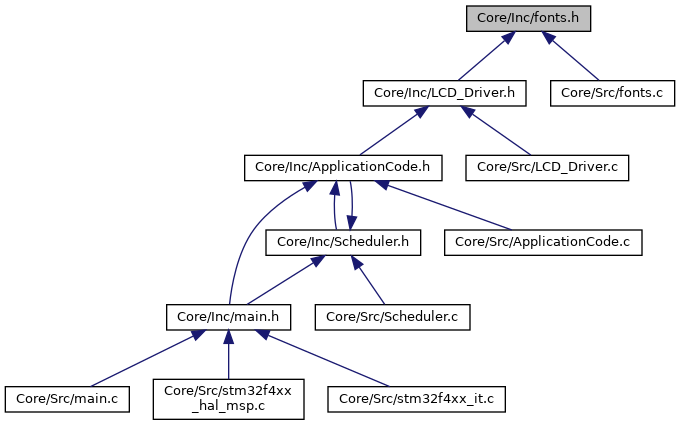 Core/Inc/fonts.h
Core/Inc/LCD_Driver.h
Core/Src/fonts.c
Core/Inc/ApplicationCode.h
Core/Src/LCD_Driver.c
Core/Inc/Scheduler.h
Core/Src/ApplicationCode.c
Core/Inc/main.h
Core/Src/Scheduler.c
Core/Src/main.c
Core/Src/stm32f4xx
_hal_msp.c
Core/Src/stm32f4xx_it.c